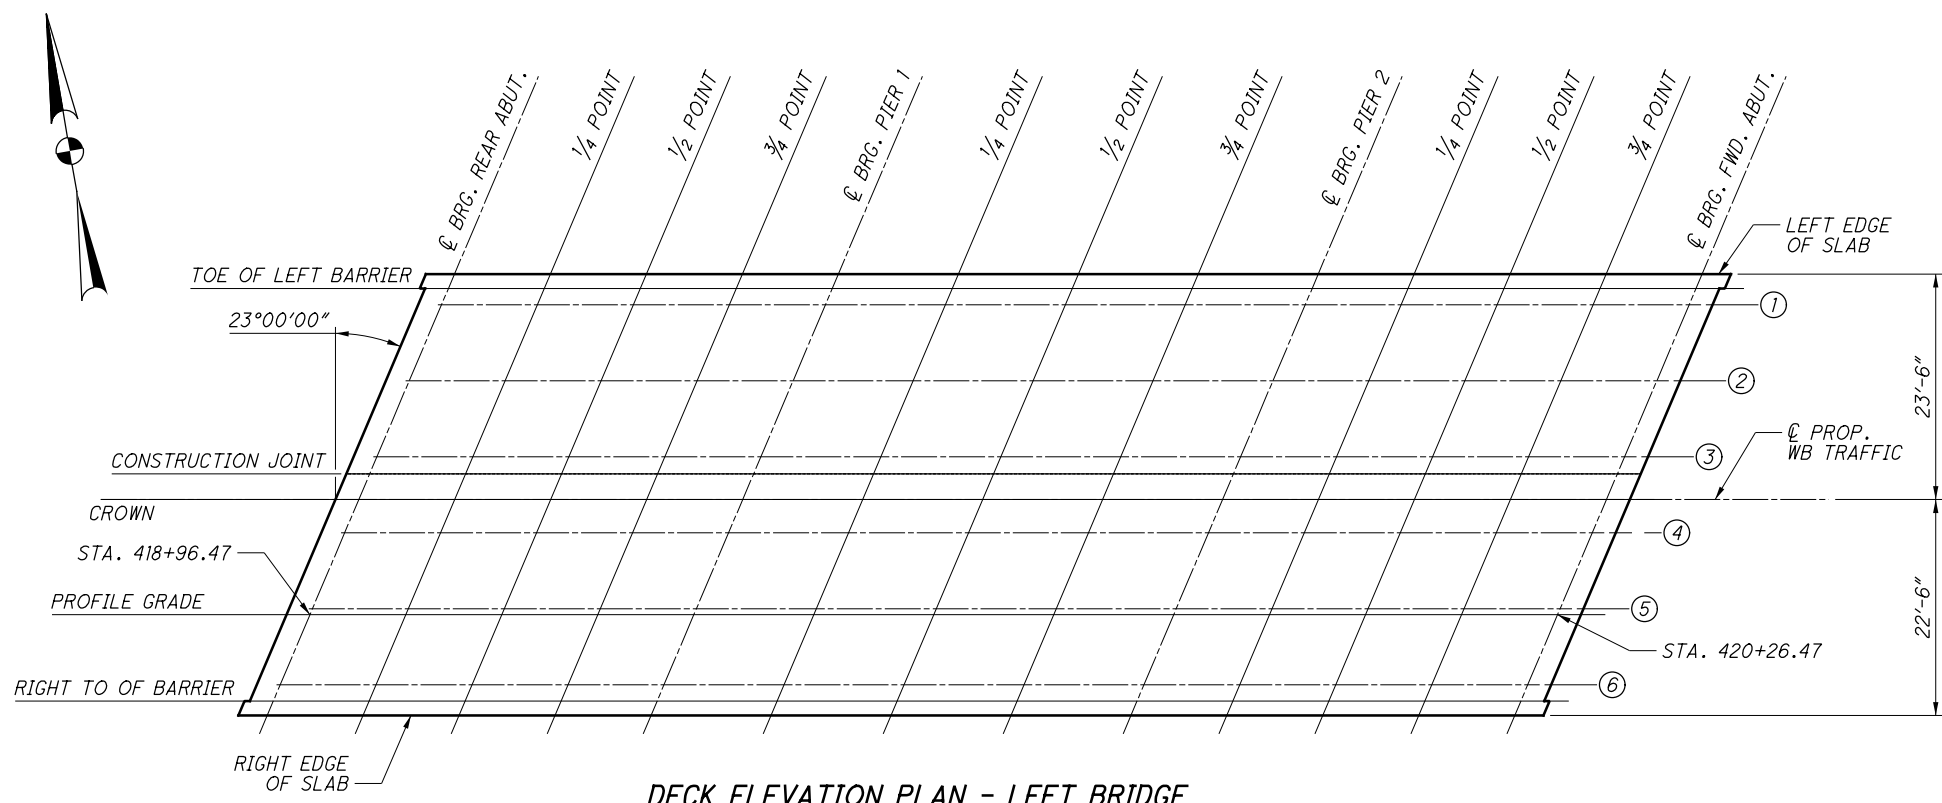 ℄ BRG. REAR ABUT.
1/4 POINT
1/2 POINT
3/4 POINT
℄ BRG. PIER 1
1/4 POINT
1/2 POINT
3/4 POINT
℄ BRG. PIER 2
1/4 POINT
1/2 POINT
3/4 POINT
℄ BRG. FWD. ABUT.
LEFT EDGE
OF SLAB
TOE OF LEFT BARRIER
1
23°00'00"
2
23'-6"
℄ PROP.
WB TRAFFIC
CONSTRUCTION JOINT
3
CROWN
4
STA. 418+96.47
PROFILE GRADE
5
22'-6"
STA. 420+26.47
RIGHT TO OF BARRIER
6
RIGHT EDGE
OF SLAB
DECK ELEVATION PLAN - LEFT BRIDGE